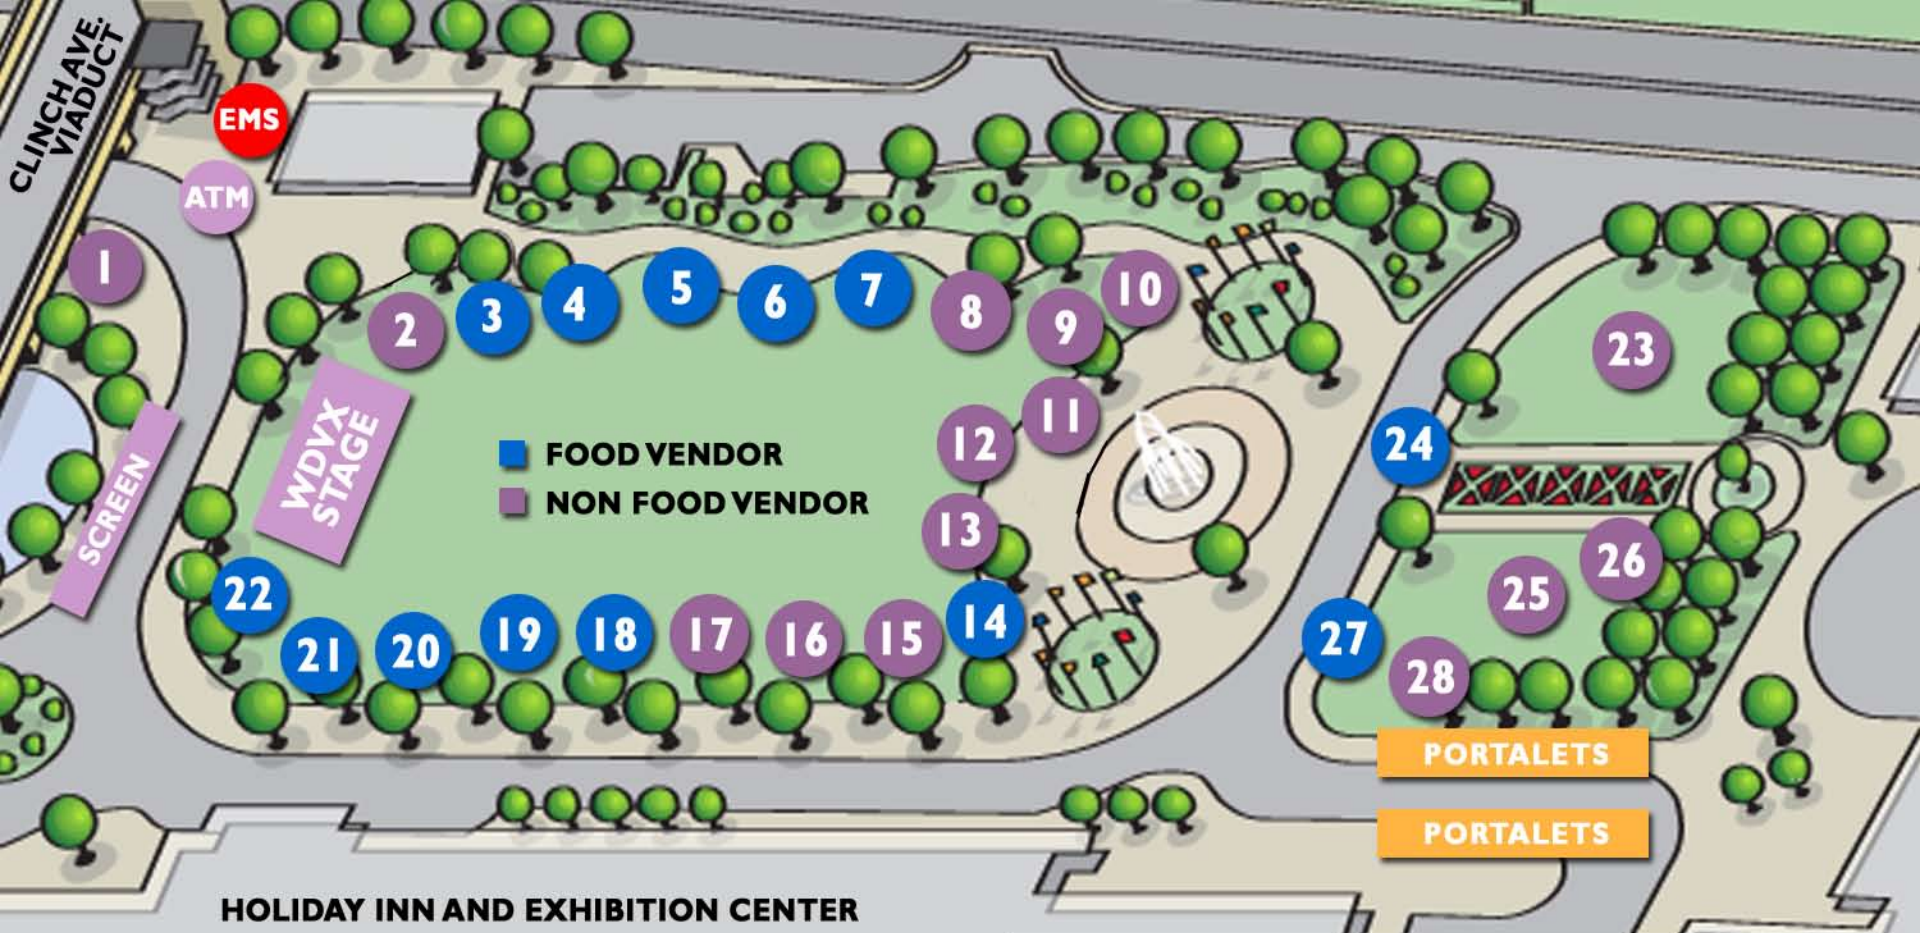 CLINCH AVE.
VIADUCT
EMS
ATM
1
2
3
4
5
6
7
8
9
10
11
12
13
14
15
16
17
18
19
20
21
22
23
24
25
26
27
28
WDVX
STAGE
SCREEN
FOOD VENDOR
NON FOOD VENDOR
PORTALETS
PORTALETS
HOLIDAY INN AND EXHIBITION CENTER